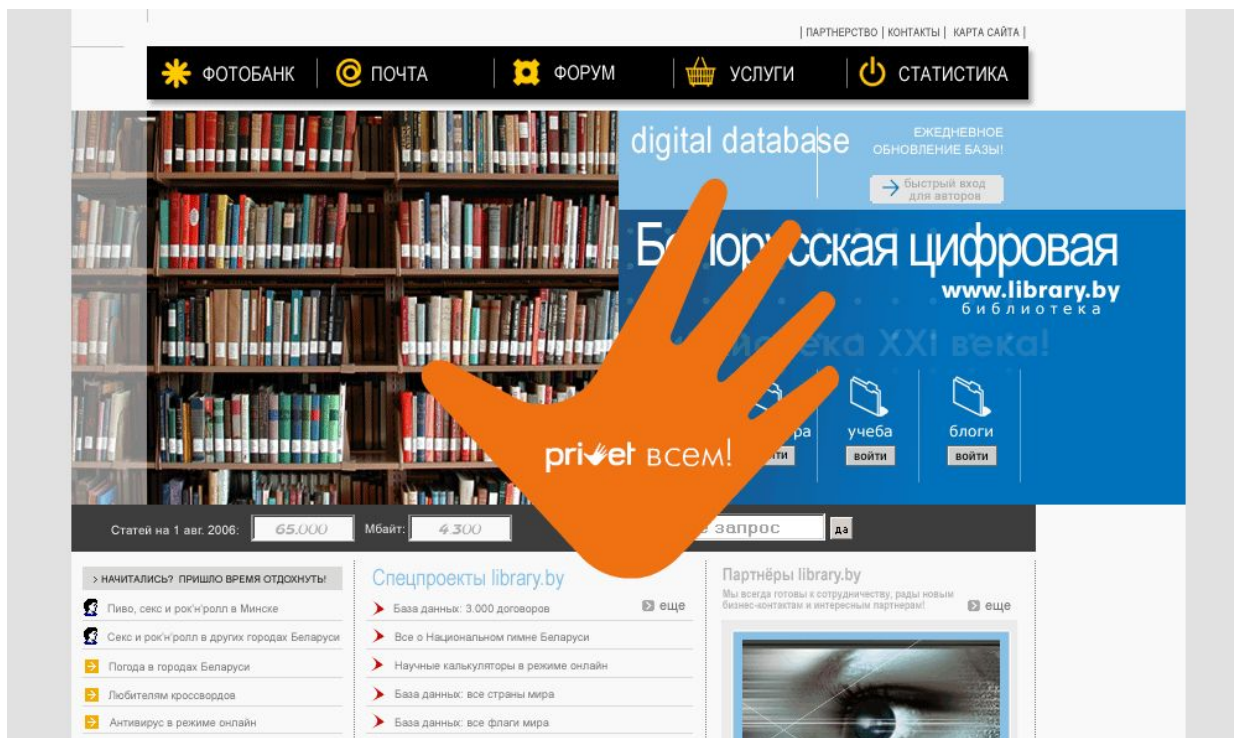 | ПАРТНЕРСТВО | КОНТАКТЫ | КАРТА САЙТА |
ФОТОБАНК
ПОЧТА
ФОРУМ
УСЛУГИ
СТАТИСТИКА
digital database
ЕЖЕДНЕВНОЕ
ОБНОВЛЕНИЕ БАЗЫ!
быстрый вход
для авторов
цифровая
www.library.by
библиотека
XXI века!
учеба
блоги
войти
войти
privet всем!
Статей на 1 авг. 2006: 65.000 Мбайт: 4 300
запрос да
> НАЧИТАЛИСЬ? ПРИШЛО ВРЕМЯ ОТДОХНУТЬ!
Пиво, секс и рок'н'ролл в Минске
Секс и рок'н'ролл в других городах Беларуси
Погода в городах Беларуси
Любителям кроссвордов
Антивирус в режиме онлайн
Спецпроекты library.by
База данных: 3.000 договоров
еще
Все о Национальном гимне Беларуси
Научные калькуляторы в режиме онлайн
База данных: все страны мира
База данных: все флаги мира
Партнёры library.by
Мы всегда готовы к сотрудничеству, рады новым
бизнес-контактам и интересным партнерам!
еще